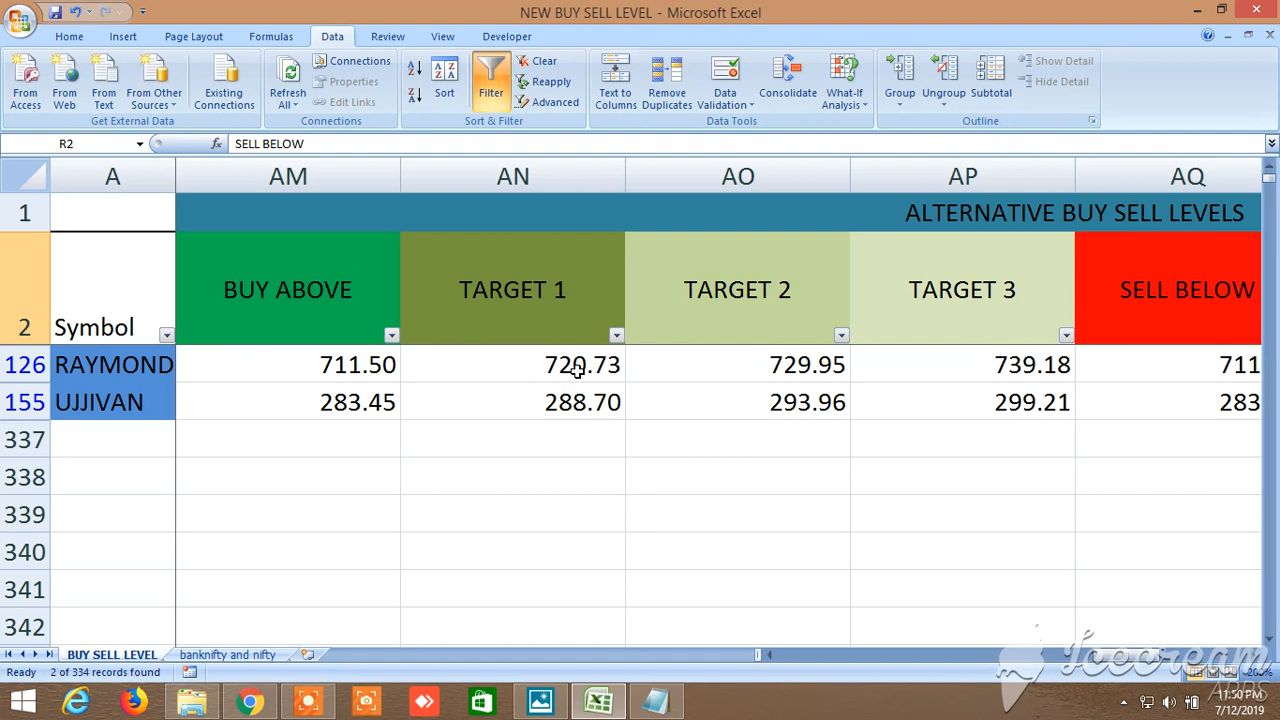 NEW BUY SELL LEVEL - Microsoft Excel
Home Insert Page Layout Formulas Data Review View Developer
From Access From Web From Text From Other Sources Existing Connections Refresh All Connections Properties Edit Links Sort Filter Clear Reapply Advanced Text to Columns Remove Duplicates Data Validation Consolidate What-If Analysis Group Ungroup Subtotal Show Detail Hide Detail
Get External Data Connections Sort & Filter Data Tools Outline
R2 fx SELL BELOW
A AM AN AO AP AQ
1 ALTERNATIVE BUY SELL LEVELS
2 Symbol BUY ABOVE TARGET 1 TARGET 2 TARGET 3 SELL BELOW
126 RAYMOND 711.50 720.73 729.95 739.18 711
155 UJJIVAN 283.45 288.70 293.96 299.21 283
337
338
339
340
341
342
BUY SELL LEVEL banknifty and nifty
Ready 2 of 334 records found 200%
Icecream
APPS
11:50 PM
7/12/2019